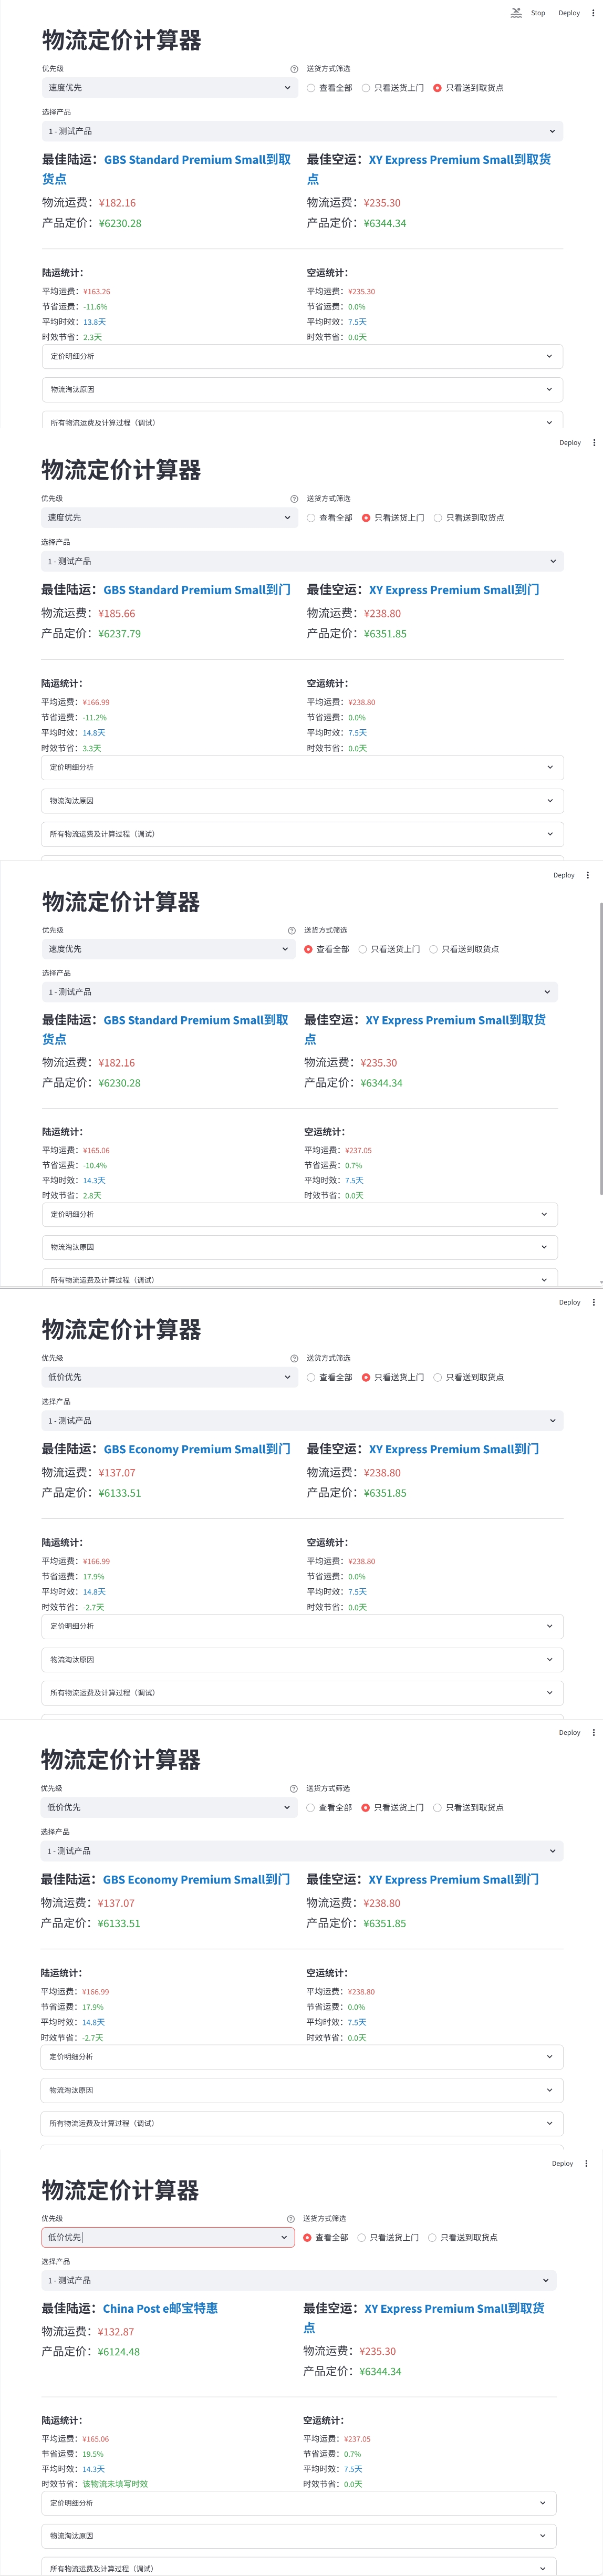 Stop Deploy
物流定价计算器
优先级 送货方式筛选
速度优先 查看全部 只看送货上门 只看送到取货点
选择产品
1 - 测试产品
最佳陆运：GBS Standard Premium Small到取货点
最佳空运：XY Express Premium Small到取货点
物流运费：¥182.16 物流运费：¥235.30
产品定价：¥6230.28 产品定价：¥6344.34
陆运统计： 空运统计：
平均运费：¥163.26 平均运费：¥235.30
节省运费：-11.6% 节省运费：0.0%
平均时效：13.8天 平均时效：7.5天
时效节省：2.3天 时效节省：0.0天
定价明细分析
物流淘汰原因
所有物流运费及计算过程（调试）
Deploy
物流定价计算器
优先级 送货方式筛选
速度优先 查看全部 只看送货上门 只看送到取货点
选择产品
1 - 测试产品
最佳陆运：GBS Standard Premium Small到门 最佳空运：XY Express Premium Small到门
物流运费：¥185.66 物流运费：¥238.80
产品定价：¥6237.79 产品定价：¥6351.85
陆运统计： 空运统计：
平均运费：¥166.99 平均运费：¥238.80
节省运费：-11.2% 节省运费：0.0%
平均时效：14.8天 平均时效：7.5天
时效节省：3.3天 时效节省：0.0天
定价明细分析
物流淘汰原因
所有物流运费及计算过程（调试）
Deploy
物流定价计算器
优先级 送货方式筛选
速度优先 查看全部 只看送货上门 只看送到取货点
选择产品
1 - 测试产品
最佳陆运：GBS Standard Premium Small到取货点
最佳空运：XY Express Premium Small到取货点
物流运费：¥182.16 物流运费：¥235.30
产品定价：¥6230.28 产品定价：¥6344.34
陆运统计： 空运统计：
平均运费：¥165.06 平均运费：¥237.05
节省运费：-10.4% 节省运费：0.7%
平均时效：14.3天 平均时效：7.5天
时效节省：2.8天 时效节省：0.0天
定价明细分析
物流淘汰原因
所有物流运费及计算过程（调试）
Deploy
物流定价计算器
优先级 送货方式筛选
低价优先 查看全部 只看送货上门 只看送到取货点
选择产品
1 - 测试产品
最佳陆运：GBS Economy Premium Small到门 最佳空运：XY Express Premium Small到门
物流运费：¥137.07 物流运费：¥238.80
产品定价：¥6133.51 产品定价：¥6351.85
陆运统计： 空运统计：
平均运费：¥166.99 平均运费：¥238.80
节省运费：17.9% 节省运费：0.0%
平均时效：14.8天 平均时效：7.5天
时效节省：-2.7天 时效节省：0.0天
定价明细分析
物流淘汰原因
所有物流运费及计算过程（调试）
Deploy
物流定价计算器
优先级 送货方式筛选
低价优先 查看全部 只看送货上门 只看送到取货点
选择产品
1 - 测试产品
最佳陆运：GBS Economy Premium Small到门 最佳空运：XY Express Premium Small到门
物流运费：¥137.07 物流运费：¥238.80
产品定价：¥6133.51 产品定价：¥6351.85
陆运统计： 空运统计：
平均运费：¥166.99 平均运费：¥238.80
节省运费：17.9% 节省运费：0.0%
平均时效：14.8天 平均时效：7.5天
时效节省：-2.7天 时效节省：0.0天
定价明细分析
物流淘汰原因
所有物流运费及计算过程（调试）
Deploy
物流定价计算器
优先级 送货方式筛选
低价优先 查看全部 只看送货上门 只看送到取货点
选择产品
1 - 测试产品
最佳陆运：China Post e邮宝特惠
最佳空运：XY Express Premium Small到取货点
物流运费：¥132.87 物流运费：¥235.30
产品定价：¥6124.48 产品定价：¥6344.34
陆运统计： 空运统计：
平均运费：¥165.06 平均运费：¥237.05
节省运费：19.5% 节省运费：0.7%
平均时效：14.3天 平均时效：7.5天
时效节省：该物流未填写时效 时效节省：0.0天
定价明细分析
物流淘汰原因
所有物流运费及计算过程（调试）